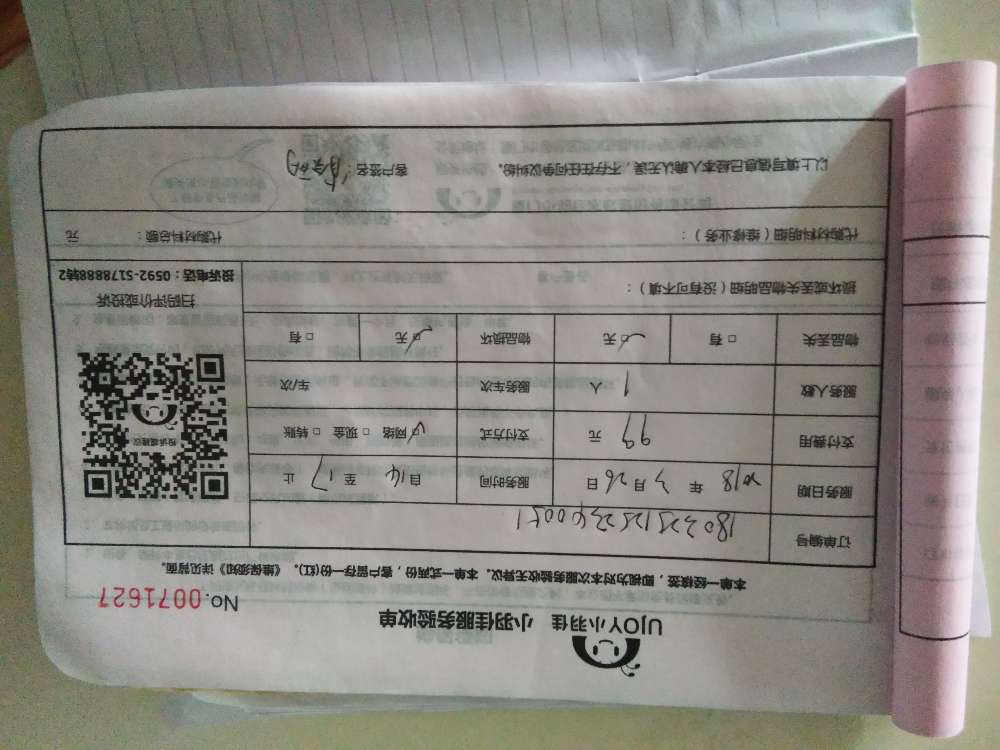 UJOY小羽佳 小羽佳服务验收单
No. 0071627
本单一经核签，即视为对本次服务验收无异议。本单一式两份，客户留存一份(红)。《维保须知》详见背面。
订单编号 1803251252340051
服务日期 2018 年 3 月 26 日 服务时间 自 14 至 17 止
支付费用 99 元 支付方式 ☑网络 □现金 □转账
服务人数 1 人 服务车次 车/次
物品丢失 □有 ☑无 物品损坏 ☑无 □有
投诉或建议
扫码评价或投诉
投诉电话：0592-5178888转2
损坏或丢失物品明细（没有可不填）：
代购材料明细（维修业务）： 代购材料总额： 元
以上填写信息已经本人确认无误，不存在任何争议纠纷。 客户签名：